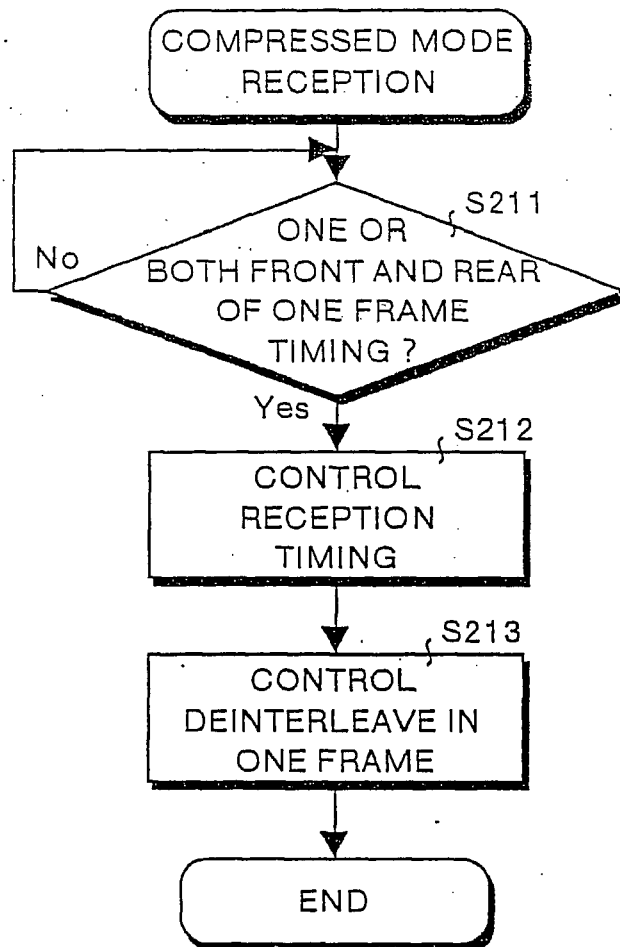 COMPRESSED MODE
RECEPTION
S211
ONE OR
BOTH FRONT AND REAR
OF ONE FRAME
TIMING ?
No
Yes
S212
CONTROL
RECEPTION
TIMING
S213
CONTROL
DEINTERLEAVE IN
ONE FRAME
END